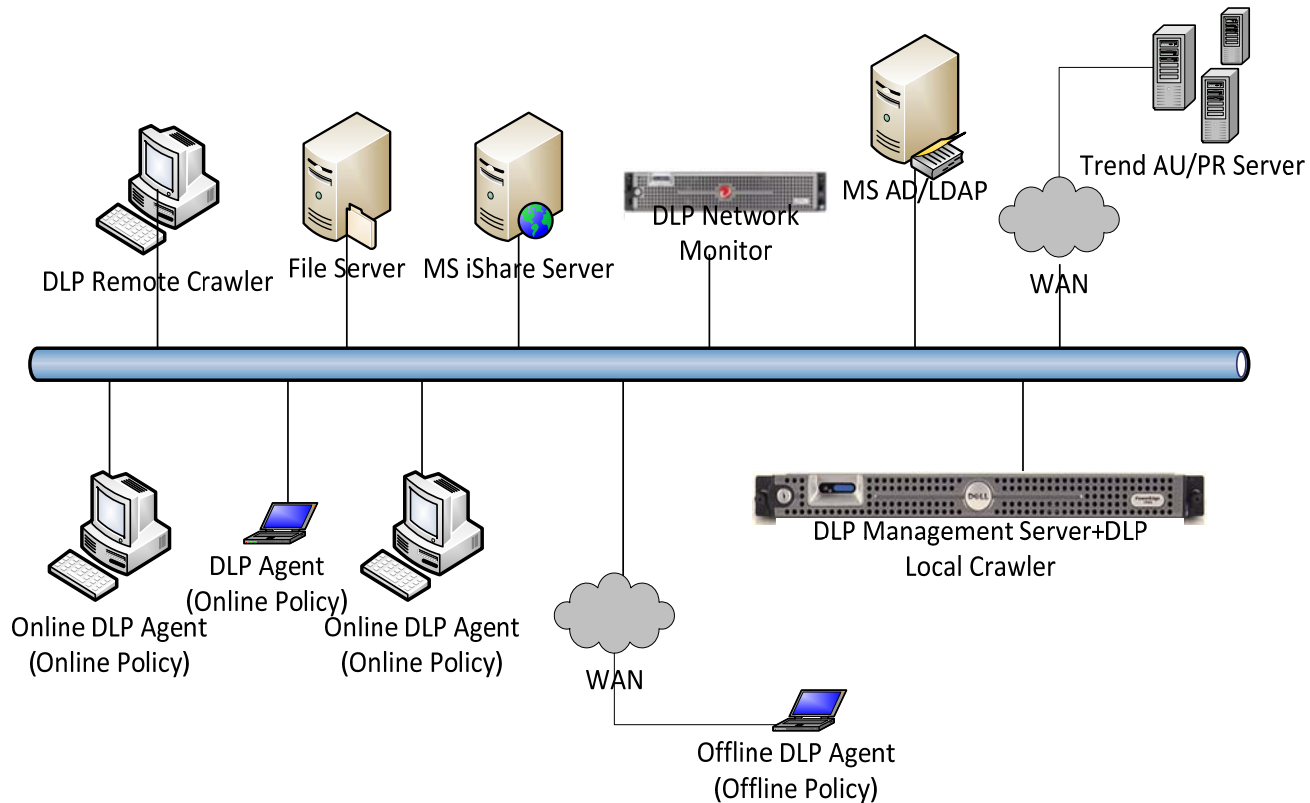 Trend AU/PR Server
MS AD/LDAP
DLP Network
Monitor
DLP Remote Crawler
File Server
MS iShare Server
WAN
DELL
DLP Management Server+DLP
Local Crawler
DLP Agent
(Online Policy)
Online DLP Agent
(Online Policy)
Online DLP Agent
(Online Policy)
WAN
Offline DLP Agent
(Offline Policy)